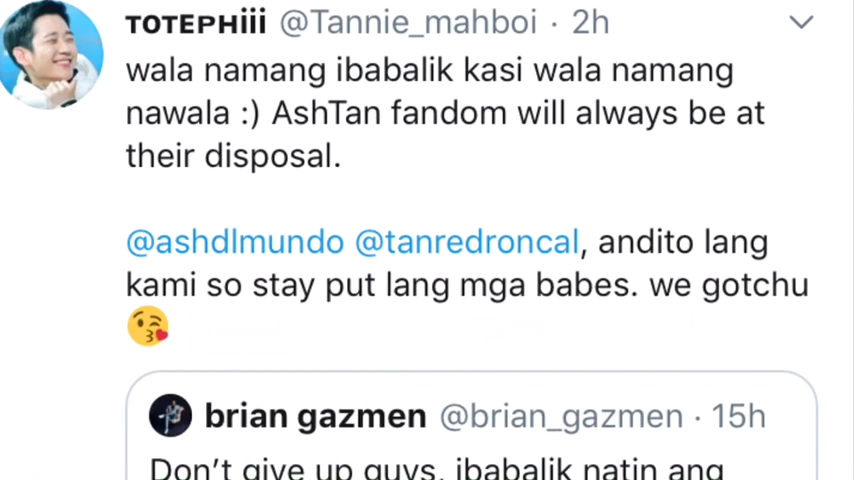 тoтᴇᴘнiii @Tannie_mahboi · 2h
wala namang ibabalik kasi wala namang
nawala :) AshTan fandom will always be at
their disposal.
@ashdlmundo @tanredroncal, andito lang
kami so stay put lang mga babes. we gotchu
😘
brian gazmen @brian_gazmen · 15h
Don't give up guys, ibabalik natin ang